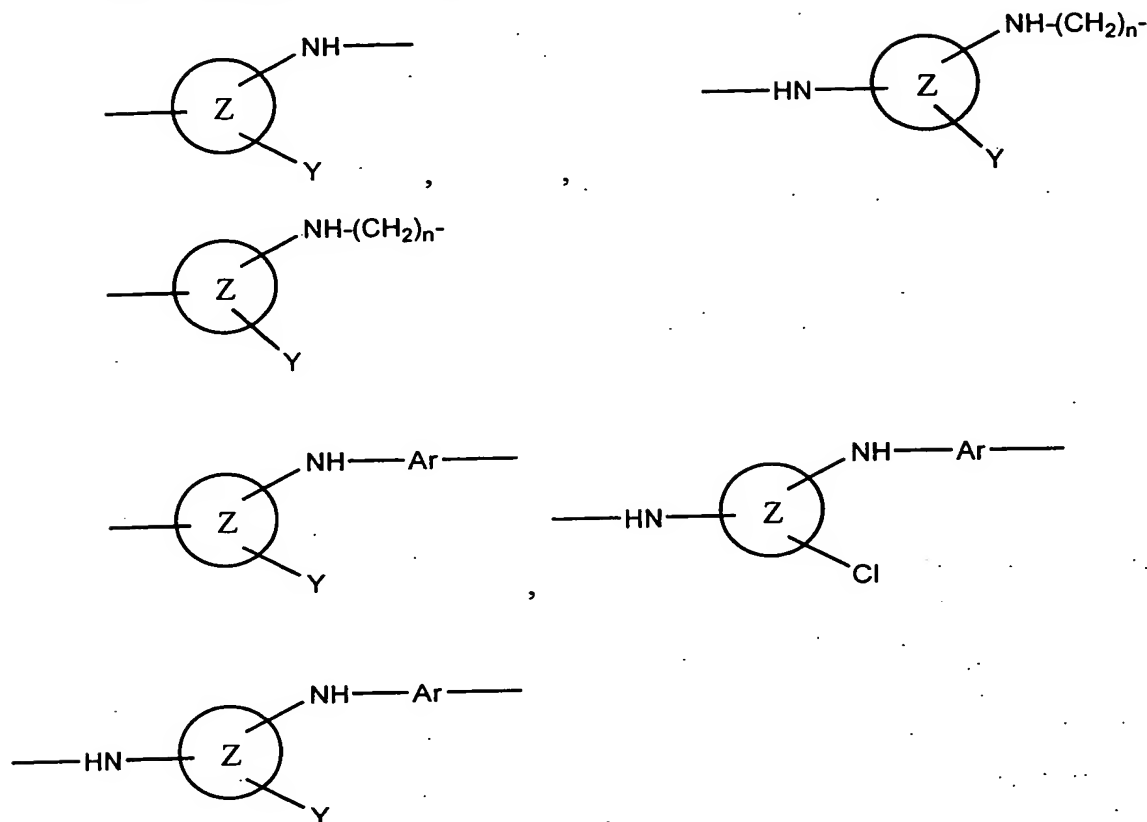 NH
Z
Y
,
NH-(CH2)n-
HN
Z
Y
,
NH-(CH2)n-
Z
Y
NH Ar
Z
Y
,
NH Ar
HN Z
Cl
NH Ar
HN Z
Y